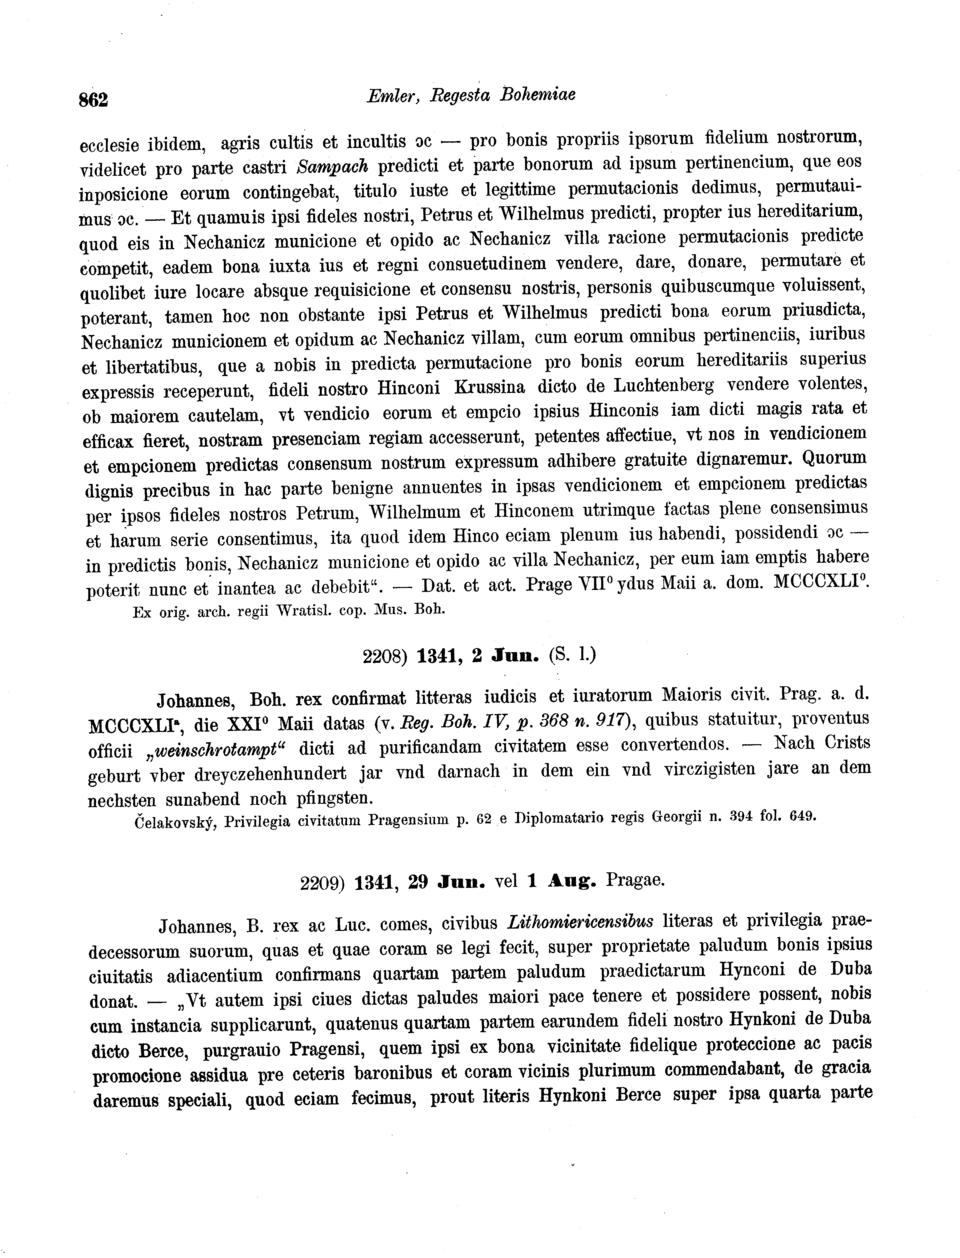 862
Emler, Regesta Bohemiae
ecclesie ibidem, agris cultis et incultis ɔc — pro bonis propriis ipsorum fidelium nostrorum,
videlicet pro parte castri Sampach predicti et parte bonorum ad ipsum pertinencium, que eos
inposicione eorum contingebat, titulo iuste et legittime permutacionis dedimus, permutaui-
mus ɔc. — Et quamuis ipsi fideles nostri, Petrus et Wilhelmus predicti, propter ius hereditarium,
quod eis in Nechanicz municione et opido ac Nechanicz villa racione permutacionis predicte
competit, eadem bona iuxta ius et regni consuetudinem vendere, dare, donare, permutare et
quolibet iure locare absque requisicione et consensu nostris, personis quibuscumque voluissent,
poterant, tamen hoc non obstante ipsi Petrus et Wilhelmus predicti bona eorum priusdicta,
Nechanicz municionem et opidum ac Nechanicz villam, cum eorum omnibus pertinenciis, iuribus
et libertatibus, que a nobis in predicta permutacione pro bonis eorum hereditariis superius
expressis receperunt, fideli nostro Hinconi Krussina dicto de Luchtenberg vendere volentes,
ob maiorem cautelam, vt vendicio eorum et empcio ipsius Hinconis iam dicti magis rata et
efficax fieret, nostram presenciam regiam accesserunt, petentes affectiue, vt nos in vendicionem
et empcionem predictas consensum nostrum expressum adhibere gratuite dignaremur. Quorum
dignis precibus in hac parte benigne annuentes in ipsas vendicionem et empcionem predictas
per ipsos fideles nostros Petrum, Wilhelmum et Hinconem utrimque factas plene consensimus
et harum serie consentimus, ita quod idem Hinco eciam plenum ius habendi, possidendi ɔc —
in predictis bonis, Nechanicz municione et opido ac villa Nechanicz, per eum iam emptis habere
poterit nunc et inantea ac debebit“. — Dat. et act. Prage VII⁰ ydus Maii a. dom. MCCCXLI⁰.
Ex orig. arch. regii Wratisl. cop. Mus. Boh.
2208) 1341, 2 Jun. (S. l.)
Johannes, Boh. rex confirmat litteras iudicis et iuratorum Maioris civit. Prag. a. d.
MCCCXLIᵃ, die XXI⁰ Maii datas (v. Reg. Boh. IV, p. 368 n. 917), quibus statuitur, proventus
officii „weinschrotampt“ dicti ad purificandam civitatem esse convertendos. — Nach Crists
geburt vber dreyczehenhundert jar vnd darnach in dem ein vnd virczigisten jare an dem
nechsten sunabend noch pfingsten.
Čelakovský, Privilegia civitatum Pragensium p. 62 e Diplomatario regis Georgii n. 394 fol. 649.
2209) 1341, 29 Jun. vel 1 Aug. Pragae.
Johannes, B. rex ac Luc. comes, civibus Lithomiericensibus literas et privilegia prae-
decessorum suorum, quas et quae coram se legi fecit, super proprietate paludum bonis ipsius
ciuitatis adiacentium confirmans quartam partem paludum praedictarum Hynconi de Duba
donat. — „Vt autem ipsi ciues dictas paludes maiori pace tenere et possidere possent, nobis
cum instancia supplicarunt, quatenus quartam partem earundem fideli nostro Hynkoni de Duba
dicto Berce, purgrauio Pragensi, quem ipsi ex bona vicinitate fidelique proteccione ac pacis
promocione assidua pre ceteris baronibus et coram vicinis plurimum commendabant, de gracia
daremus speciali, quod eciam fecimus, prout literis Hynkoni Berce super ipsa quarta parte